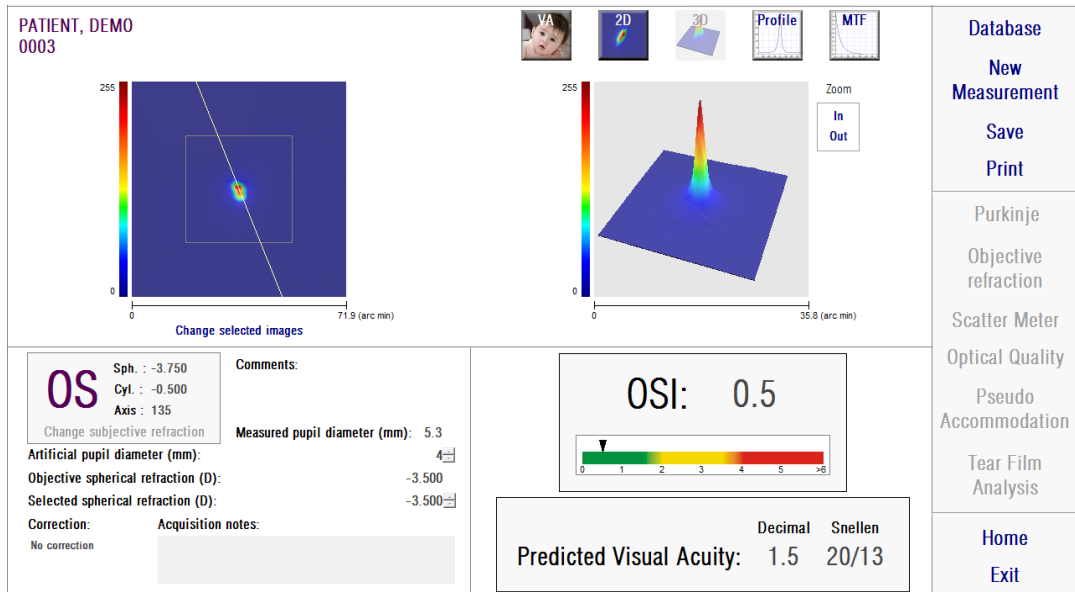 PATIENT, DEMO
0003
VA
2D
3D
Profile
MTF
255
0
0
71.9 (arc min)
Change selected images
255
0
0
35.8 (arc min)
Zoom
In
Out
OS
Sph. : -3.750
Cyl. : -0.500
Axis : 135
Change subjective refraction
Comments:
Measured pupil diameter (mm): 5.3
Artificial pupil diameter (mm): 4
Objective spherical refraction (D): -3.500
Selected spherical refraction (D): -3.500
Correction:
No correction
Acquisition notes:
OSI: 0.5
0 1 2 3 4 5 >6
Decimal Snellen
Predicted Visual Acuity: 1.5 20/13
Database
New
Measurement
Save
Print
Purkinje
Objective
refraction
Scatter Meter
Optical Quality
Pseudo
Accommodation
Tear Film
Analysis
Home
Exit